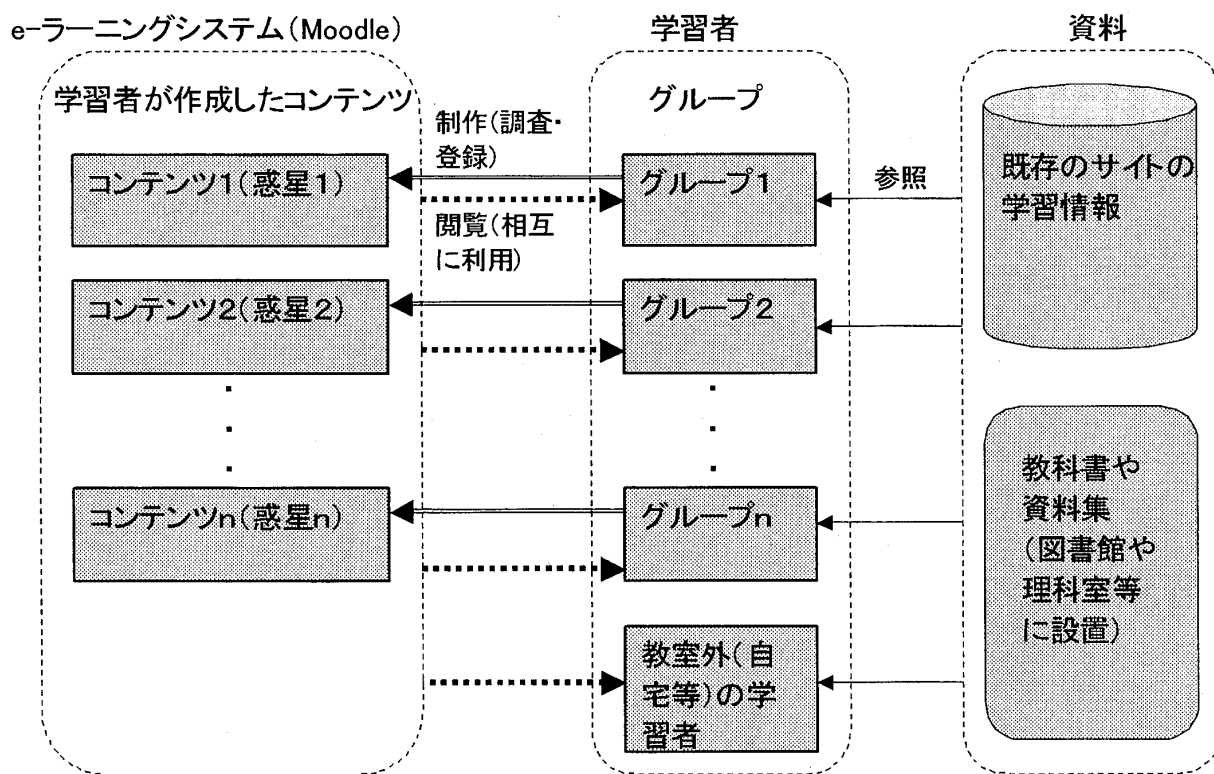 e-ラーニングシステム(Moodle)
学習者
資料
学習者が作成したコンテンツ
グループ
制作(調査・
登録)
コンテンツ1(惑星1)
グループ1
参照
既存のサイトの
学習情報
閲覧(相互
に利用)
コンテンツ2(惑星2)
グループ2
コンテンツn(惑星n)
グループn
教科書や
資料集
(図書館や
理科室等
に設置)
教室外(自
宅等)の学
習者